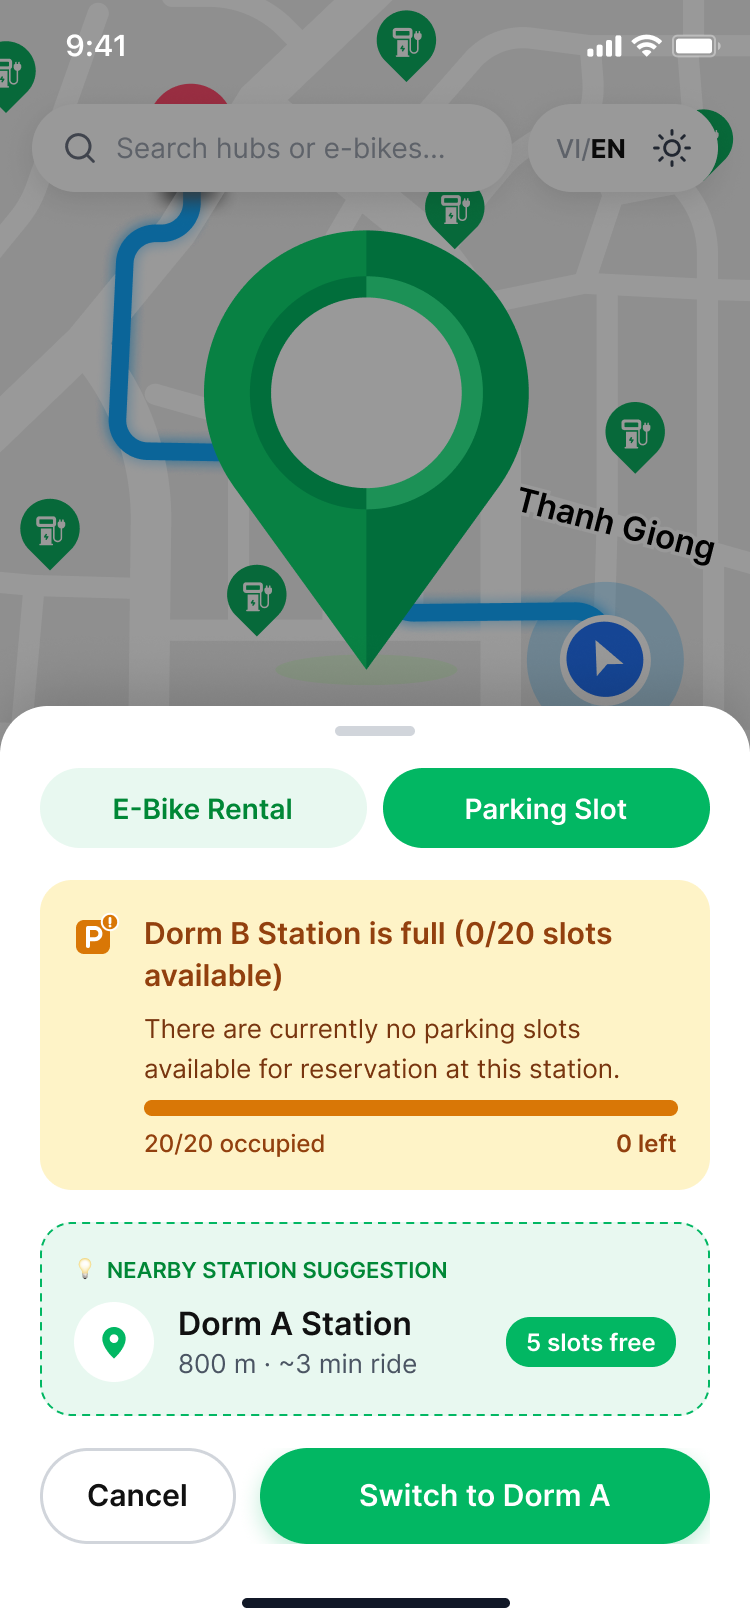 9:41
Search hubs or e-bikes...
VI/EN
Thanh Giong
E-Bike Rental
Parking Slot
P!
Dorm B Station is full (0/20 slots
available)
There are currently no parking slots
available for reservation at this station.
20/20 occupied
0 left
NEARBY STATION SUGGESTION
Dorm A Station
800 m · ~3 min ride
5 slots free
Cancel
Switch to Dorm A